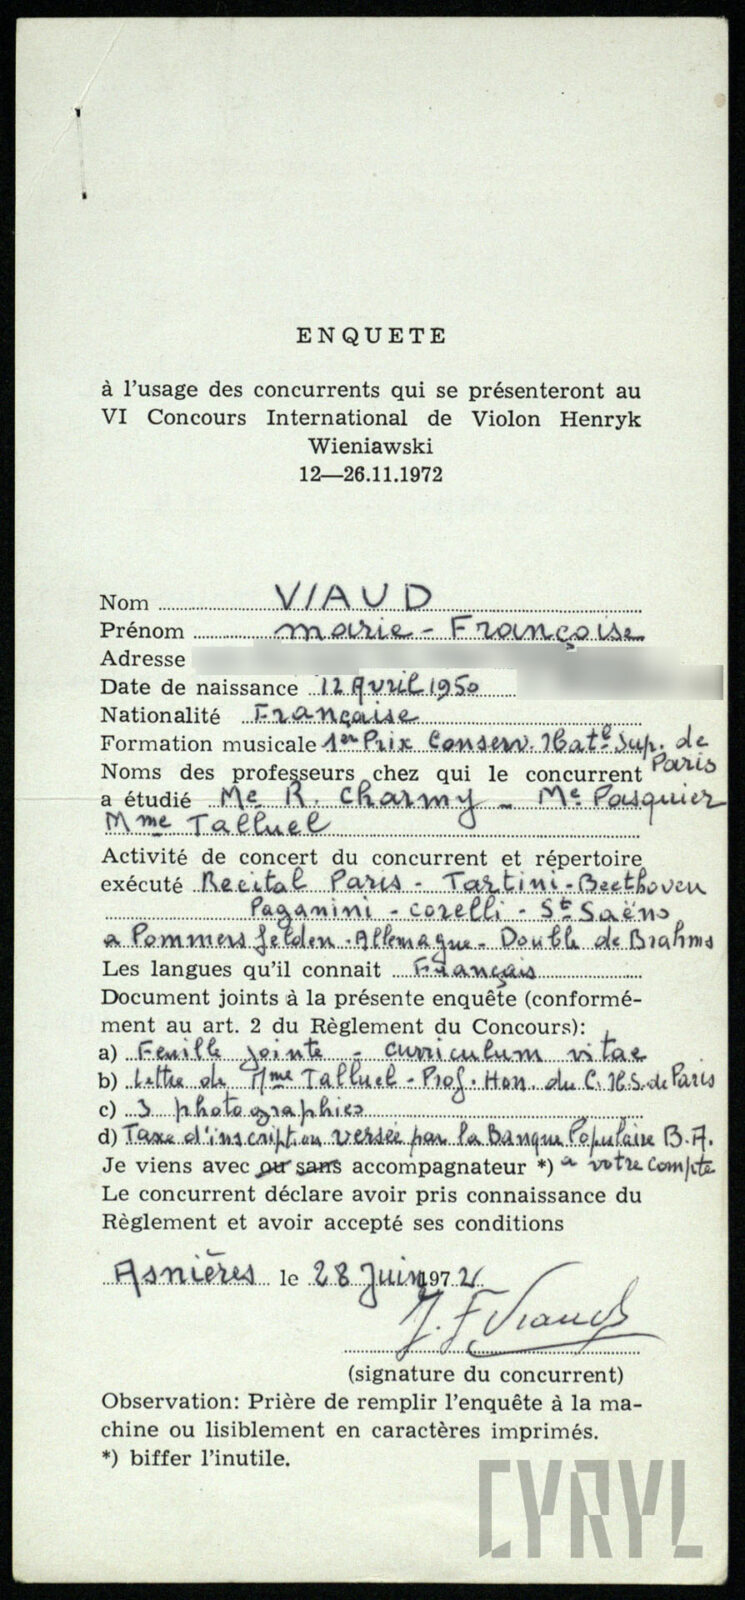 ENQUETE
à l'usage des concurrents qui se présenteront au
VI Concours International de Violon Henryk
Wieniawski
12—26.11.1972
Nom VIAUD
Prénom marie-Françoise
Adresse
Date de naissance 12 Avril 1950
Nationalité Française
Formation musicale 1er Prix Conserv. Nat.l Sup. de
Noms des professeurs chez qui le concurrent Paris
a étudié Me R. Charmy - Me Pasquier
Mme Talluel
Activité de concert du concurrent et répertoire
exécuté Recital Paris - Tartini - Beethoven
Paganini - Corelli - St Saëns
a Pommersfelden - Allemagne - Double de Brahms
Les langues qu'il connait Français
Document joints à la présente enquête (conformé-
ment au art. 2 du Règlement du Concours):
a) Feuille jointe - curriculum vitae
b) Lettre de Mme Talluel - Prof. Hon. du C.N.S. de Paris
c) 3 photographies
d) Taxe d'inscription versée par la Banque Populaire B.A.
Je viens avec ou sans accompagnateur *) a votre compte
Le concurrent déclare avoir pris connaissance du
Règlement et avoir accepté ses conditions
Asnières le 28 Juin 1972
M. F. Viaud
(signature du concurrent)
Observation: Prière de remplir l'enquête à la ma-
chine ou lisiblement en caractères imprimés.
*) biffer l'inutile.
CYRYL